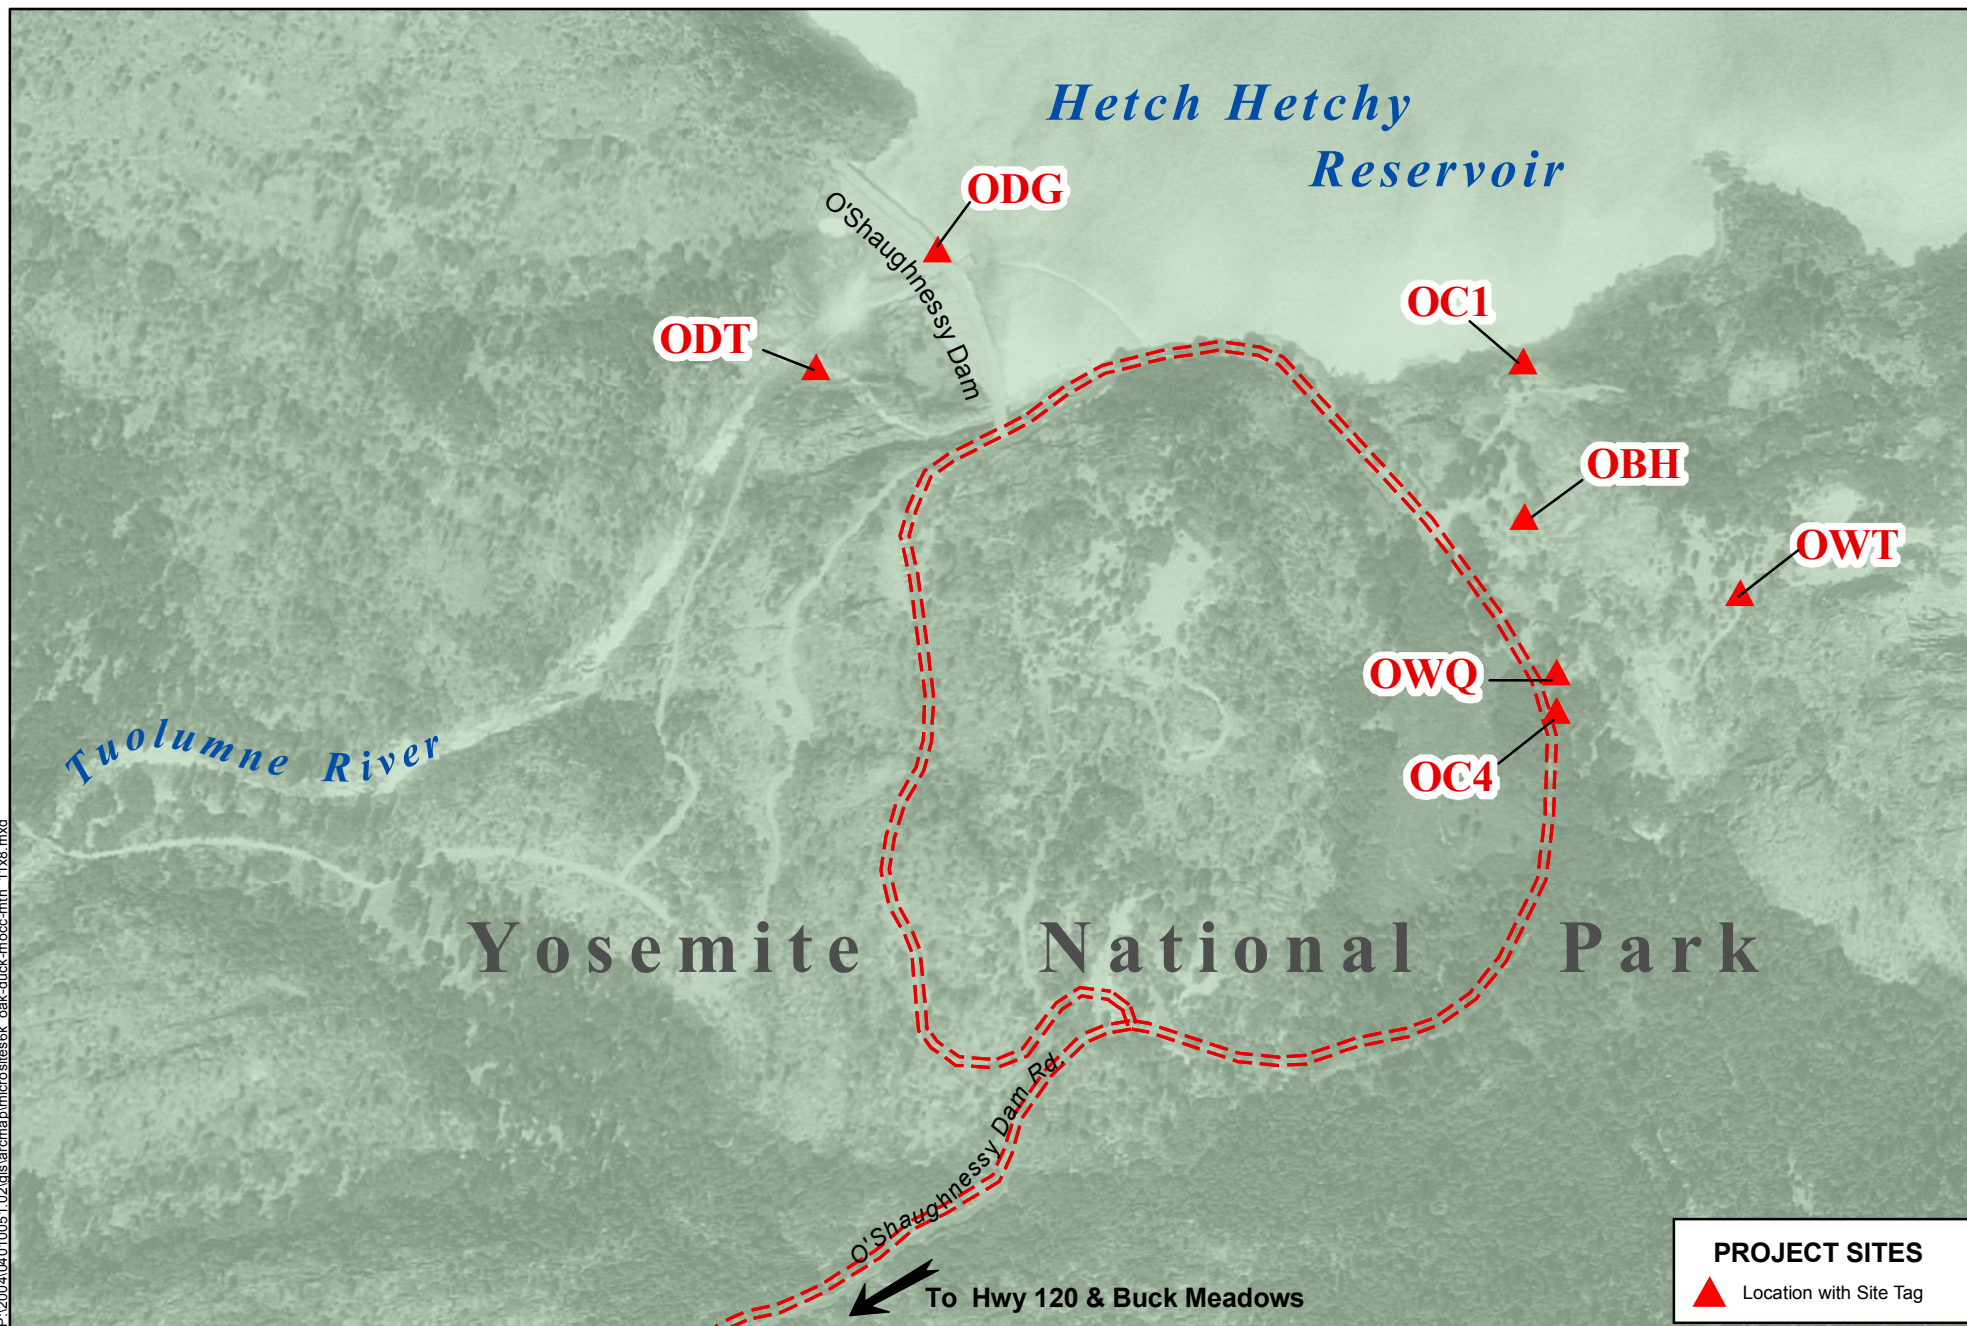 Hetch Hetchy
Reservoir
ODG
O'Shaughnessy Dam
OC1
ODT
OBH
OWT
OWQ
Tuolumne River
OC4
Yosemite National Park
O'Shaughnessy Dam Rd.
To Hwy 120 & Buck Meadows
PROJECT SITES
Location with Site Tag